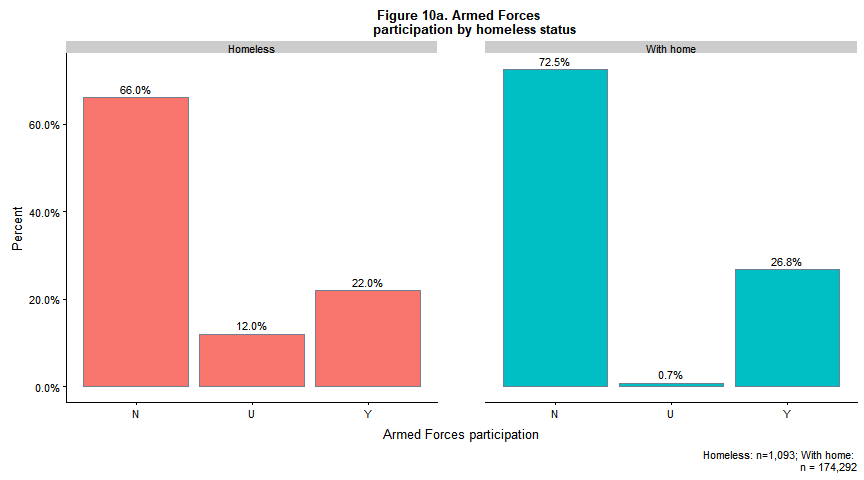 Figure 10a. Armed Forces
participation by homeless status
Homeless
With home
66.0%
12.0%
22.0%
72.5%
0.7%
26.8%
60.0%
40.0%
20.0%
0.0%
Percent
N
U
Y
N
U
Y
Armed Forces participation
Homeless: n=1,093; With home:
n = 174,292